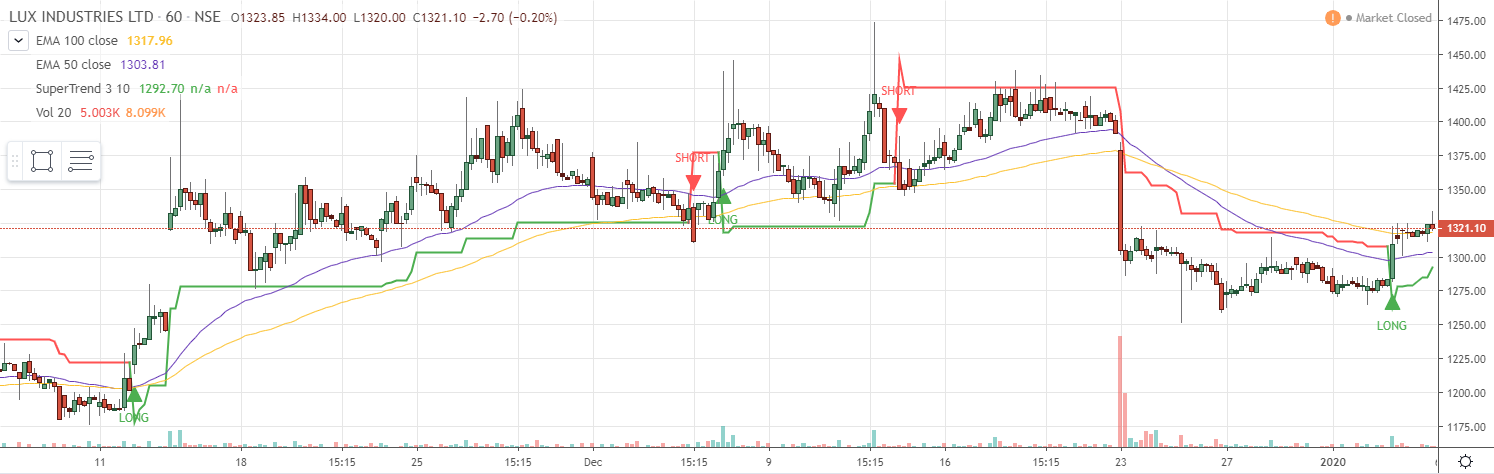 LUX INDUSTRIES LTD · 60 · NSE O1323.85 H1334.00 L1320.00 C1321.10 −2.70 (−0.20%)
! Market Closed
EMA 100 close 1317.96
EMA 50 close 1303.81
SuperTrend 3 10 1292.70 n/a n/a
Vol 20 5.003K 8.099K
SHORT
SHORT
LONG
LONG
LONG
1475.00
1450.00
1425.00
1400.00
1375.00
1350.00
1321.10
1300.00
1275.00
1250.00
1225.00
1200.00
1175.00
11 18 15:15 25 15:15 Dec 15:15 9 15:15 16 15:15 23 27 2020